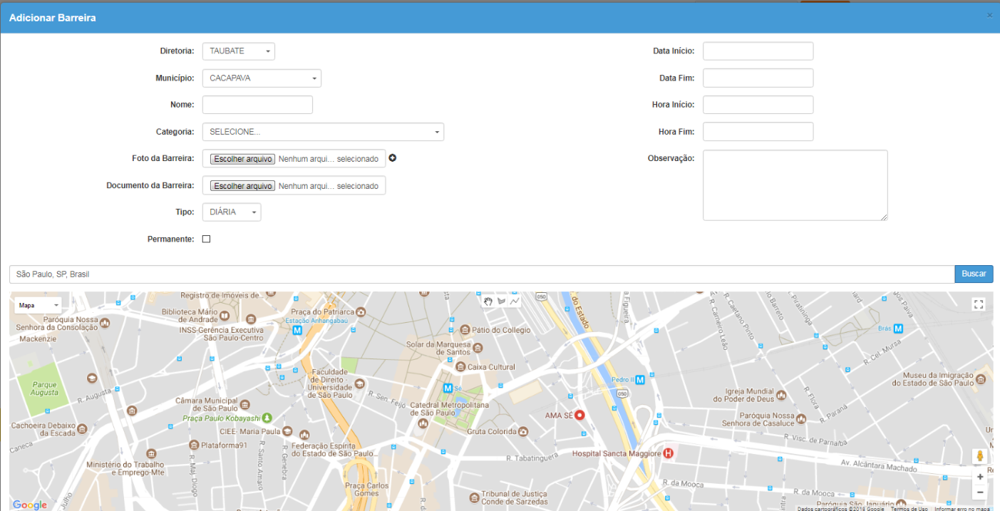 Adicionar Barreira
×
Diretoria:
TAUBATE
Município:
CACAPAVA
Nome:
Categoria:
SELECIONE...
Foto da Barreira:
Escolher arquivo Nenhum arqui... selecionado
Documento da Barreira:
Escolher arquivo Nenhum arqui... selecionado
Tipo:
DIÁRIA
Permanente:
Data Início:
Data Fim:
Hora Início:
Hora Fim:
Observação:
São Paulo, SP, Brasil
Buscar
Mapa
Registro de Imóveis de...
Biblioteca Mário
de Andrade
Praça do Patriarca
Estação Anhangabaú
Paróquia Nossa
Senhora da Consolação
Mackenzie
INSS-Gerência Executiva
São Paulo-Centro
Pátio do Collegio
Solar da Marquesa
de Santos
Caixa Cultural
050
do Estado
Figueira
R. Carneiro Leão
R. Caetano Pinto
Barreto
Piratininga
Paiva
Brás
R. Cel. Mursa
Museu da Imigração
do Estado de São Paulo
Parque
Augusta
R. Augusta
Faculdade
de Direito -
Universidade
de São Paulo
R. Sen. Feijó
Sé
Catedral Metropolitana
de São Paulo
Pedro II
050
Igreja Mundial
do Poder de Deus
R. Flora
R. Paraná
Câmara Municipal
de São Paulo
Praça Paulo Kobayashi
AMA SÉ
Paróquia Nossa
Senhora de Casaluce
Cachoeira Debaixo
da Escada
CIEE- Maria Paula
Gruta Colorida
R. Visc. de Parnaíba
Caneca
Plataforma91
Federação Espírita
do Estado de São Paulo...
R. Tabatinguera
Hospital Sancta Maggiore
H
Ministério do Trabalho
e Emprego-Mte
R. Maj. Diogo
R. Santo Amaro
R. Genebra
Av. Alcântara Machado
Praça Carlos
Gomes
Tribunal de Justiça
Conde de Sarzedas
R. da Mooca
R. da Mooca
Julho
Paróquia São Januário
Google
Dados cartográficos ©2018 Google
Termos de Uso
Informar erro no mapa